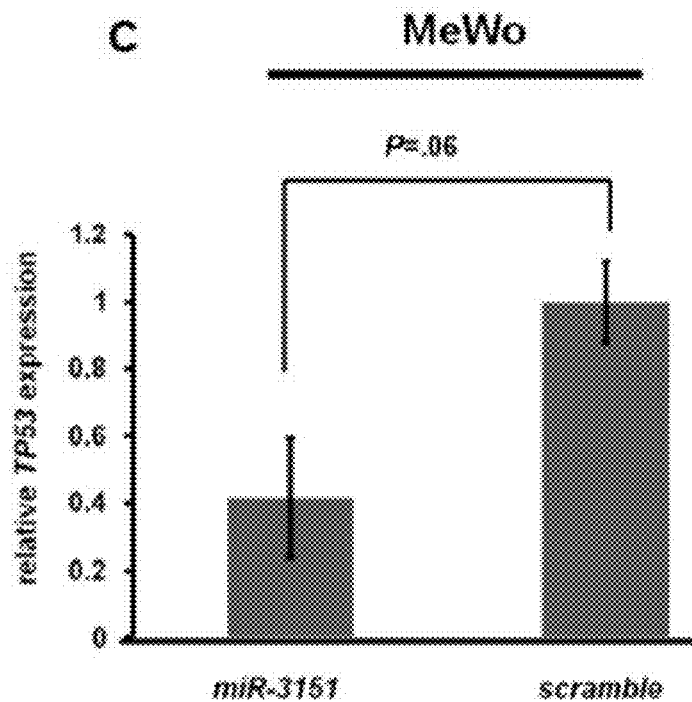 C
MeWo
P=.06
relative TP53 expression
1.2
1
0.8
0.6
0.4
0.2
0
miR-3151
scramble